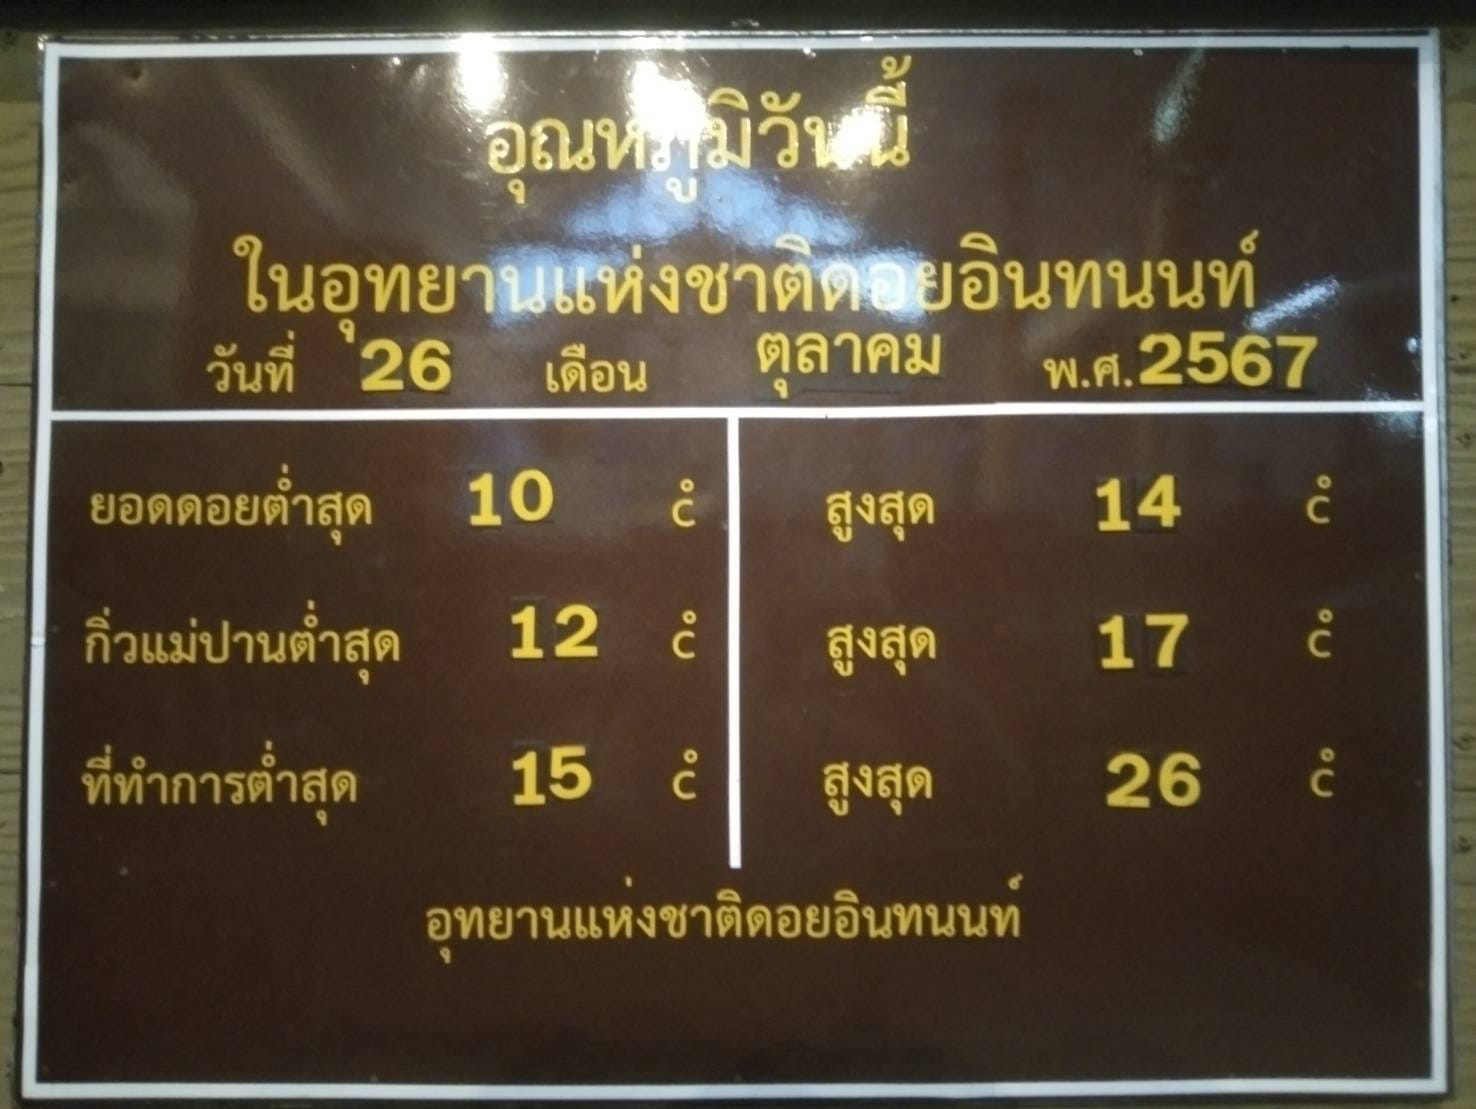 อุณหภูมิวันนี้
ในอุทยานแห่งชาติดอยอินทนนท์
วันที่ 26 เดือน ตุลาคม พ.ศ. 2567
ยอดดอยต่ำสุด 10 C̊ สูงสุด 14 C̊
กิ่วแม่ปานต่ำสุด 12 C̊ สูงสุด 17 C̊
ที่ทำการต่ำสุด 15 C̊ สูงสุด 26 C̊
อุทยานแห่งชาติดอยอินทนนท์